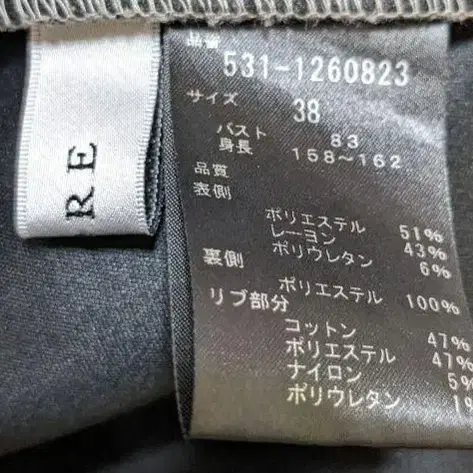 品番
531-1260823
サイズ
38
バスト 83
身長 158～162
品質
表側
ポリエステル 51%
レーヨン 43%
ポリウレタン 6%
裏側
ポリエステル 100%
リブ部分
コットン 47%
ポリエステル 47%
ナイロン 5%
ポリウレタン 1%
RE